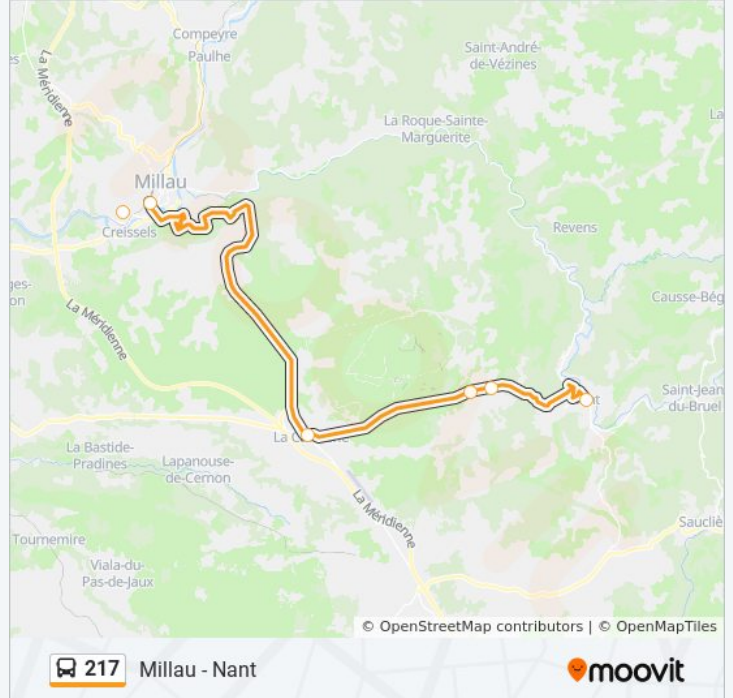 Compeyre
Paulhe
Saint-André-
de-Vézines
La Méridienne
La Roque-Sainte-
Marguerite
Millau
Creissels
Revens
Causse-Bég
La Méridienne
Saint-Jean
du-Bruel
La Bastide-
Pradines
Lapanouse-
de-Cernon
La Méridienne
Saucliè
Tournemire
Viala-du-
Pas-de-Jaux
© OpenStreetMap contributors | © OpenMapTiles
217 Millau - Nant
moovit